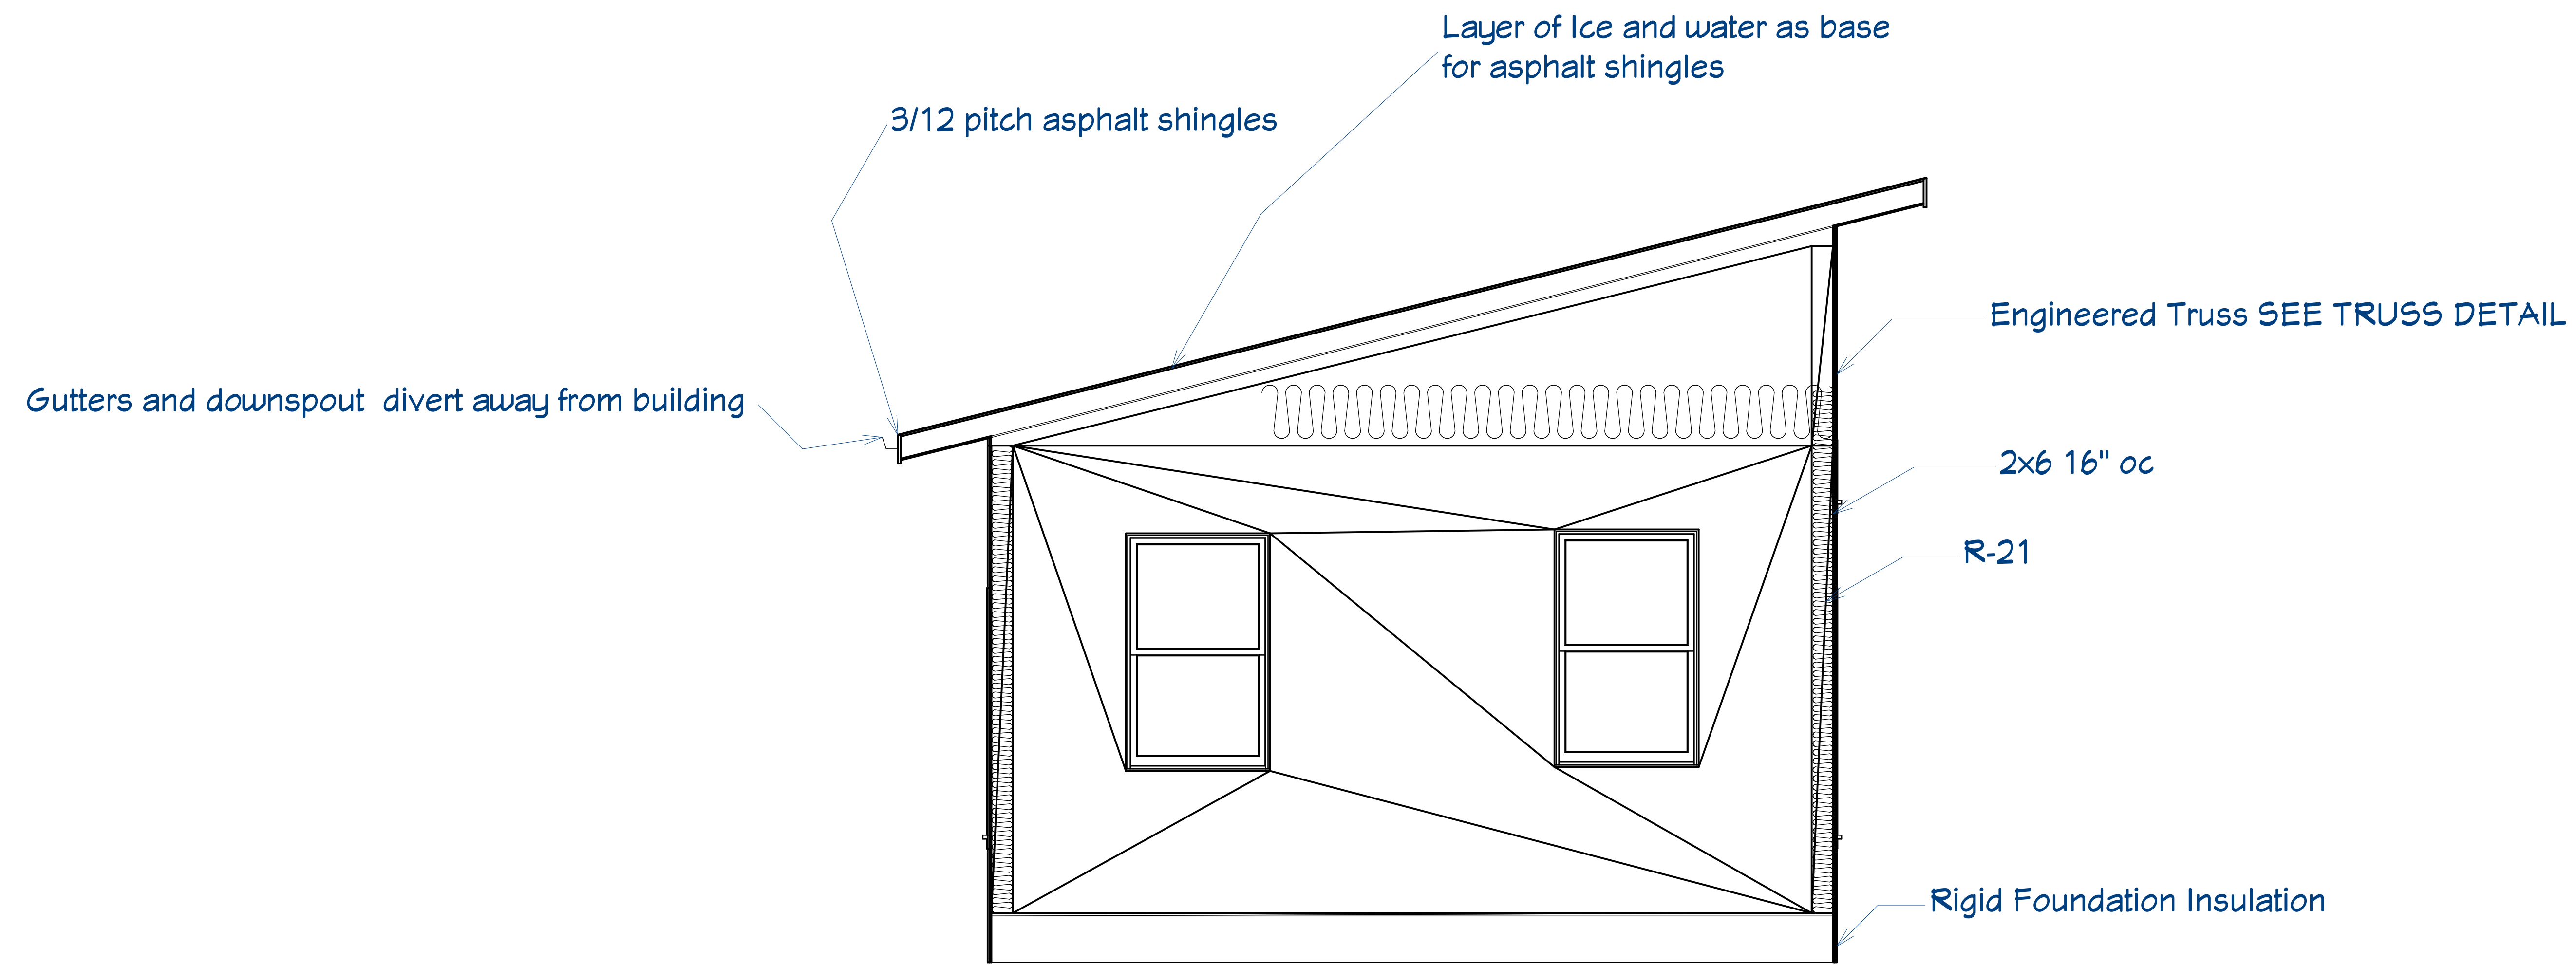 Layer of Ice and water as base
for asphalt shingles
3/12 pitch asphalt shingles
Engineered Truss SEE TRUSS DETAIL
Gutters and downspout  divert away from building
2x6 16" oc
R-21
Rigid Foundation Insulation